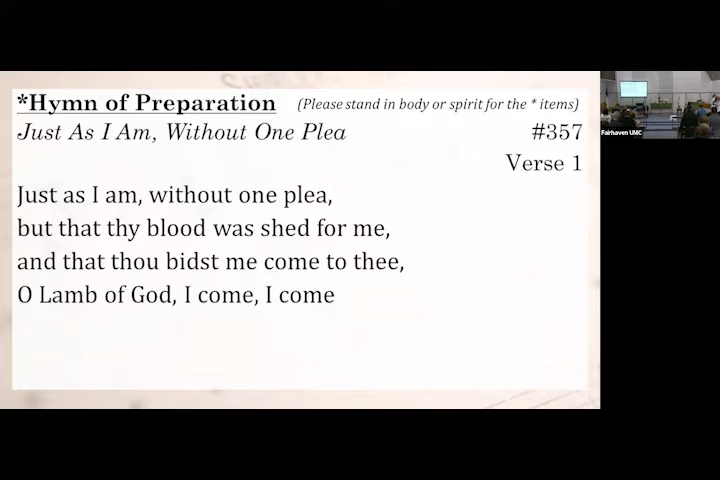 *Hymn of Preparation (Please stand in body or spirit for the * items)
Just As I Am, Without One Plea #357
Verse 1
Just as I am, without one plea,
but that thy blood was shed for me,
and that thou bidst me come to thee,
O Lamb of God, I come, I come
Fairhaven UMC